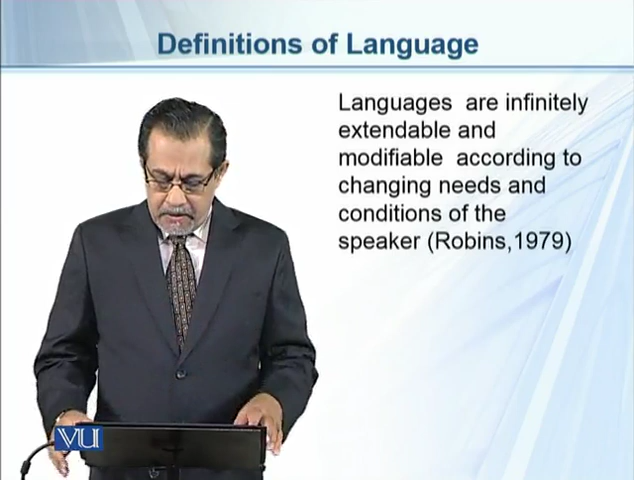 Definitions of Language
Languages are infinitely
extendable and
modifiable according to
changing needs and
conditions of the
speaker (Robins,1979)
VU